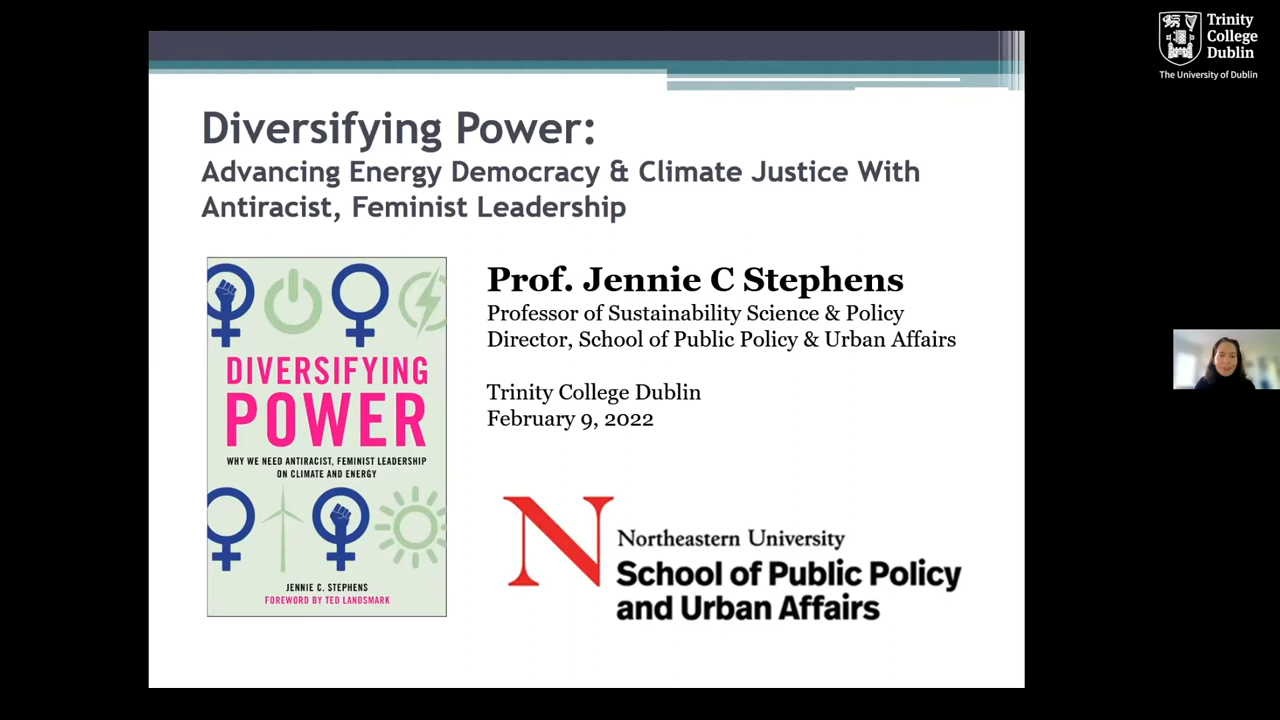 Trinity
College
Dublin
The University of Dublin
Diversifying Power:
Advancing Energy Democracy & Climate Justice With
Antiracist, Feminist Leadership
DIVERSIFYING
POWER
WHY WE NEED ANTIRACIST, FEMINIST LEADERSHIP
ON CLIMATE AND ENERGY
JENNIE C. STEPHENS
FOREWORD BY TED LANDSMARK
Prof. Jennie C Stephens
Professor of Sustainability Science & Policy
Director, School of Public Policy & Urban Affairs
Trinity College Dublin
February 9, 2022
N
Northeastern University
School of Public Policy
and Urban Affairs